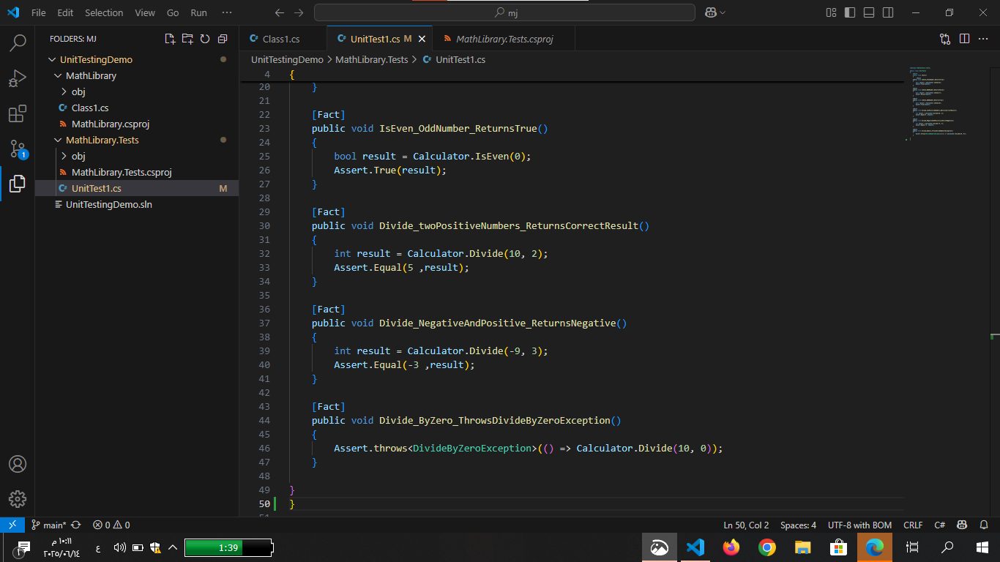 File Edit Selection View Go Run ··· mj
FOLDERS: MJ
UnitTestingDemo
MathLibrary
obj
Class1.cs
MathLibrary.csproj
MathLibrary.Tests
obj
MathLibrary.Tests.csproj
UnitTest1.cs M
UnitTestingDemo.sln
1
Class1.cs UnitTest1.cs M MathLibrary.Tests.csproj
UnitTestingDemo > MathLibrary.Tests > UnitTest1.cs
4 {
20 }
21
22 [Fact]
23 public void IsEven_OddNumber_ReturnsTrue()
24 {
25 bool result = Calculator.IsEven(0);
26 Assert.True(result);
27 }
28
29 [Fact]
30 public void Divide_twoPositiveNumbers_ReturnsCorrectResult()
31 {
32 int result = Calculator.Divide(10, 2);
33 Assert.Equal(5 ,result);
34 }
35
36 [Fact]
37 public void Divide_NegativeAndPositive_ReturnsNegative()
38 {
39 int result = Calculator.Divide(-9, 3);
40 Assert.Equal(-3 ,result);
41 }
42
43 [Fact]
44 public void Divide_ByZero_ThrowsDivideByZeroException()
45 {
46 Assert.throws<DivideByZeroException>(() => Calculator.Divide(10, 0));
47 }
48
49 }
50 }
main* 0 0 Ln 50, Col 2 Spaces: 4 UTF-8 with BOM CRLF C#
1
١٠:١١ م
٢٠٢٥/٠٦/١٤
ع
1:39